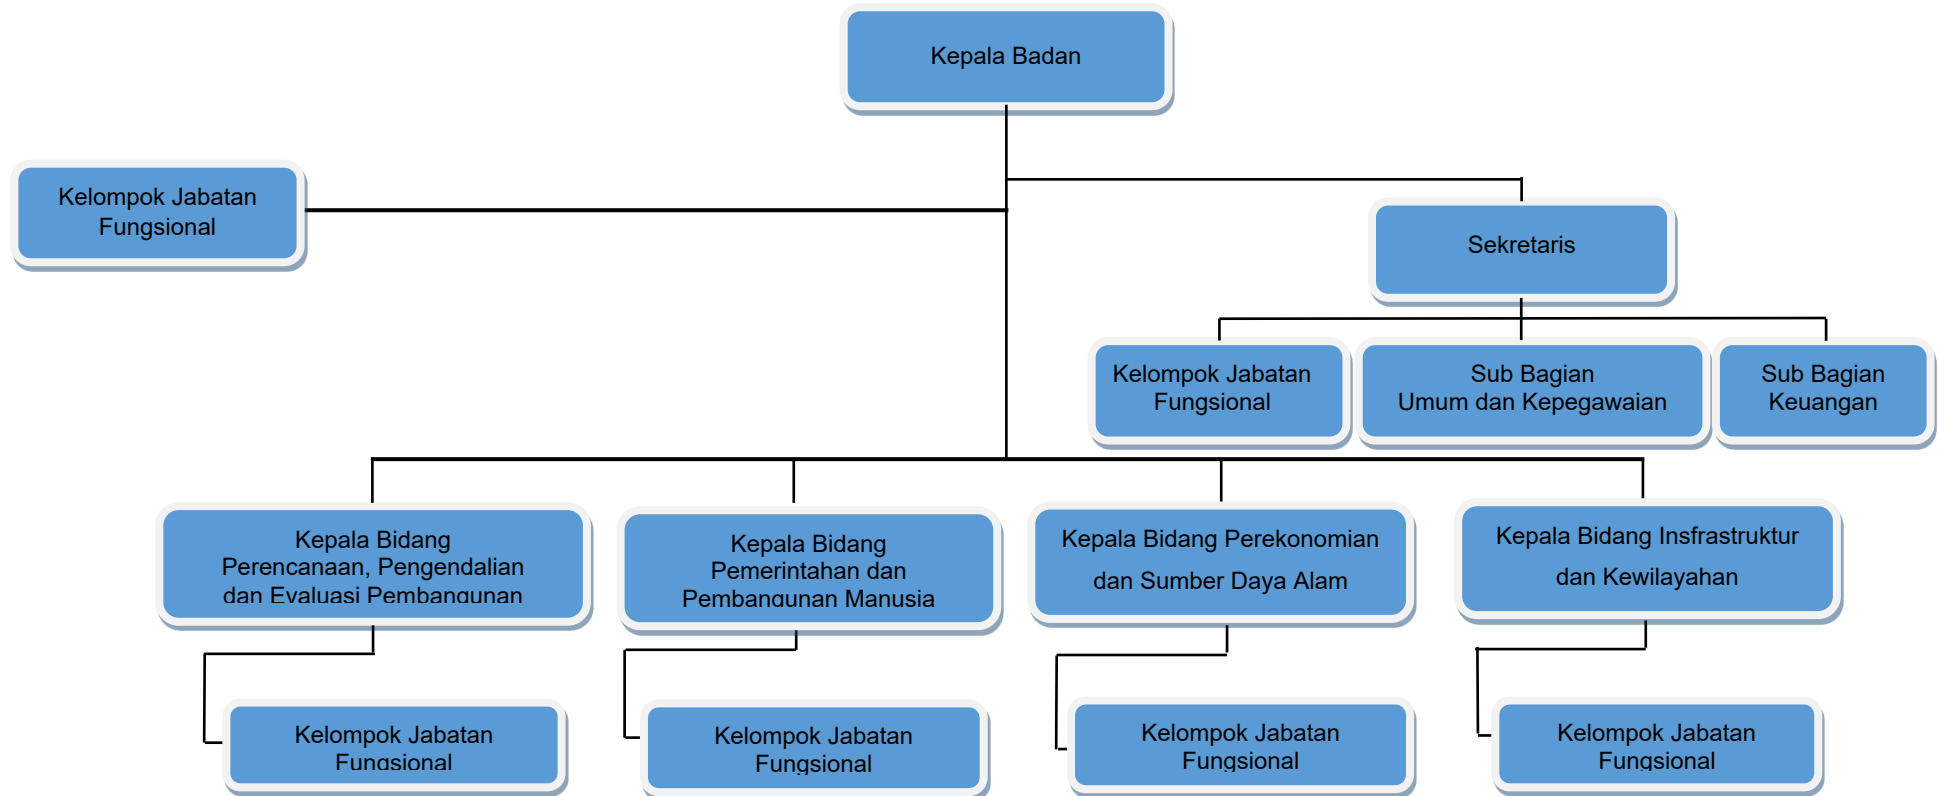 Kepala Badan
Kelompok Jabatan
Fungsional
Sekretaris
Kelompok Jabatan
Fungsional
Sub Bagian
Umum dan Kepegawaian
Sub Bagian
Keuangan
Kepala Bidang
Perencanaan, Pengendalian
dan Evaluasi Pembangunan
Kepala Bidang
Pemerintahan dan
Pembangunan Manusia
Kepala Bidang Perekonomian
dan Sumber Daya Alam
Kepala Bidang Insfrastruktur
dan Kewilayahan
Kelompok Jabatan
Fungsional
Kelompok Jabatan
Fungsional
Kelompok Jabatan
Fungsional
Kelompok Jabatan
Fungsional